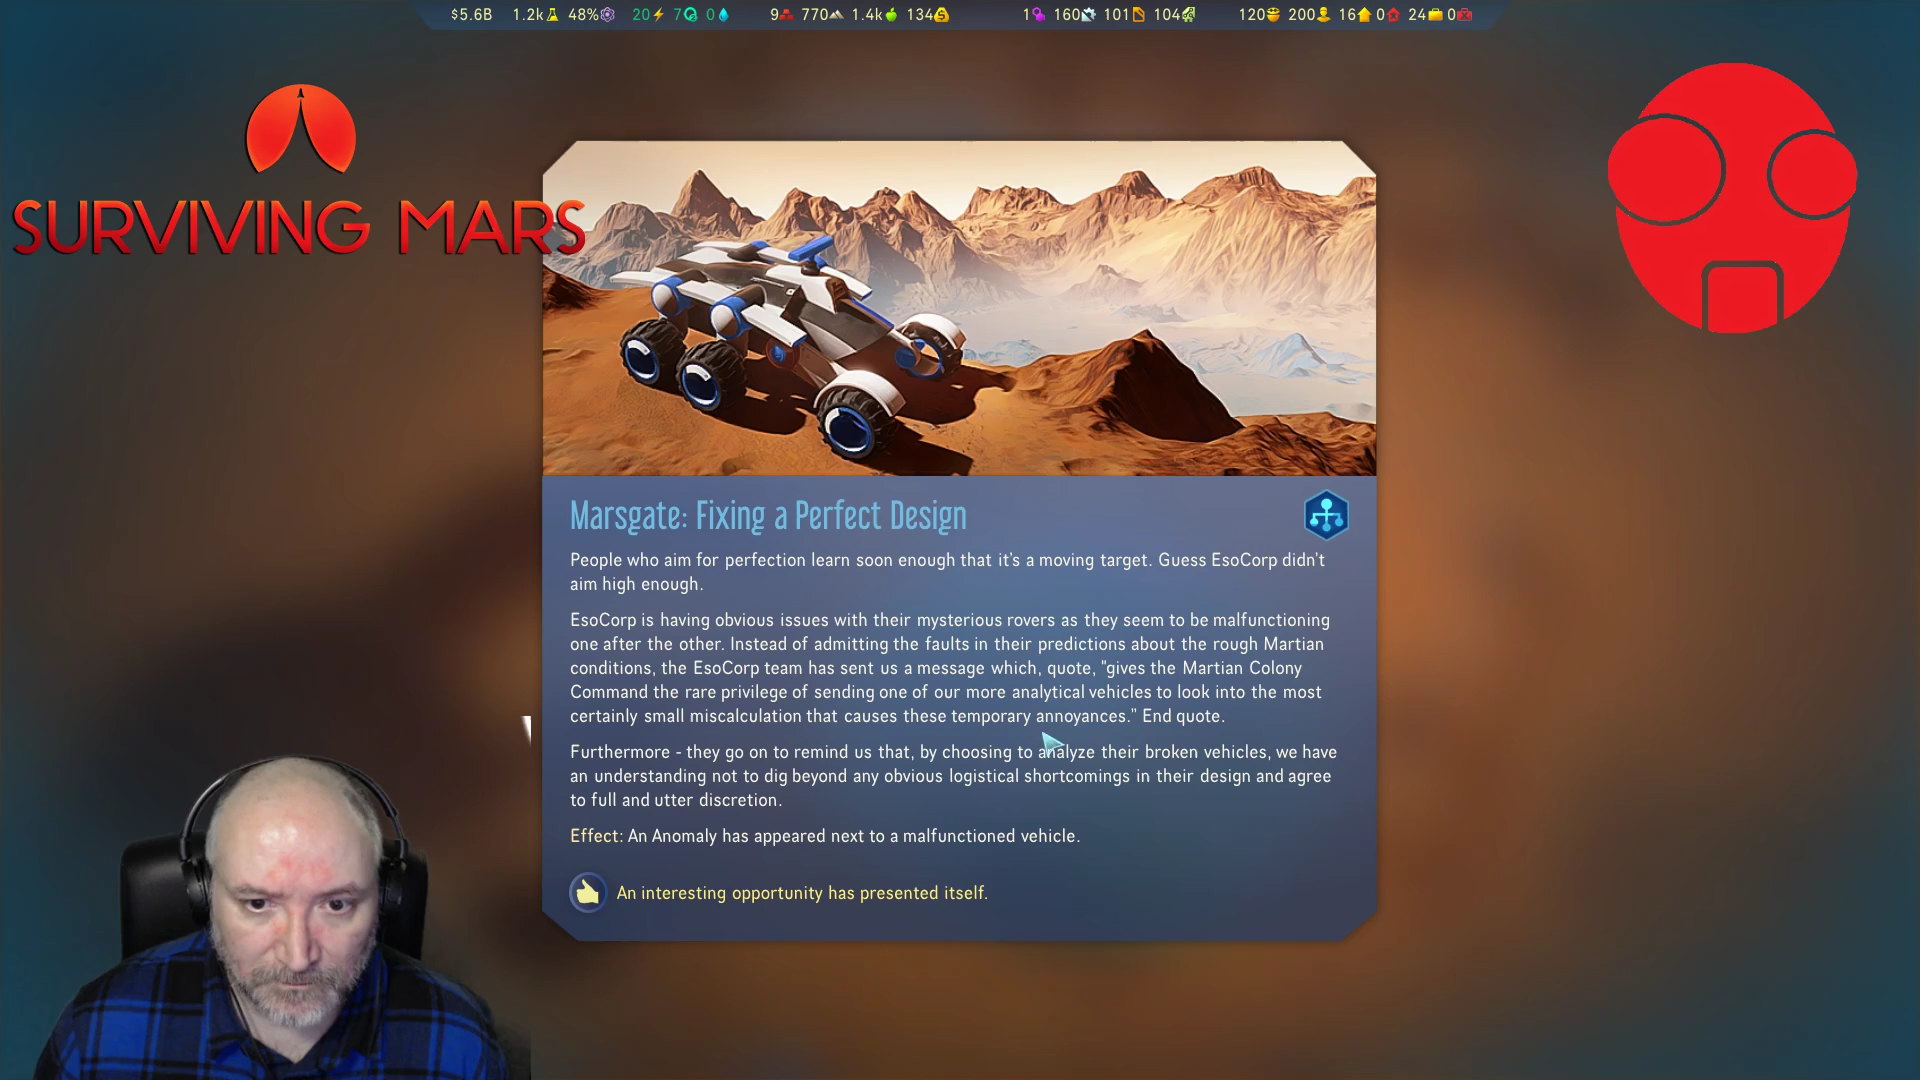 $5.6B 1.2k 48% 20 7 0 9 770 1.4k 134 1 160 101 104 120 200 16 0 24 0
SURVIVING MARS
Marsgate: Fixing a Perfect Design
People who aim for perfection learn soon enough that it's a moving target. Guess EsoCorp didn't
aim high enough.
EsoCorp is having obvious issues with their mysterious rovers as they seem to be malfunctioning
one after the other. Instead of admitting the faults in their predictions about the rough Martian
conditions, the EsoCorp team has sent us a message which, quote, "gives the Martian Colony
Command the rare privilege of sending one of our more analytical vehicles to look into the most
certainly small miscalculation that causes these temporary annoyances." End quote.
Furthermore - they go on to remind us that, by choosing to analyze their broken vehicles, we have
an understanding not to dig beyond any obvious logistical shortcomings in their design and agree
to full and utter discretion.
Effect: An Anomaly has appeared next to a malfunctioned vehicle.
An interesting opportunity has presented itself.